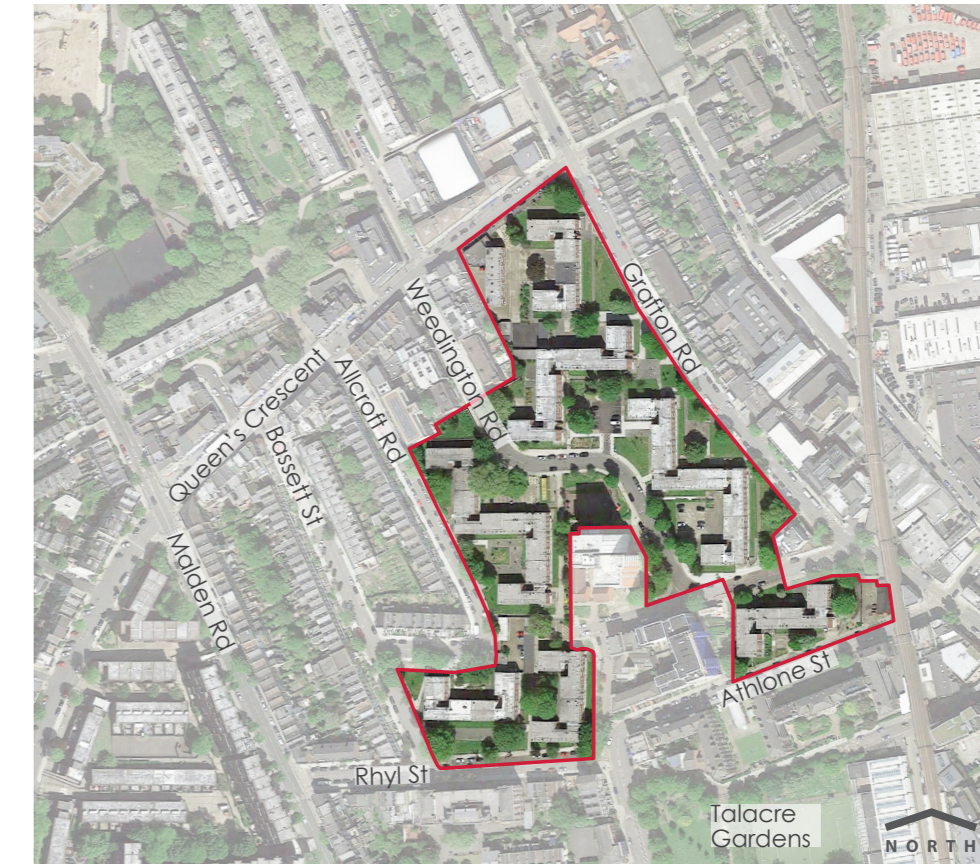 Grafton Rd
Weedington Rd
Queen's Crescent
Allcroft Rd
Bassett St
Malden Rd
Athlone St
Rhyl St
Talacre
Gardens
NORTH